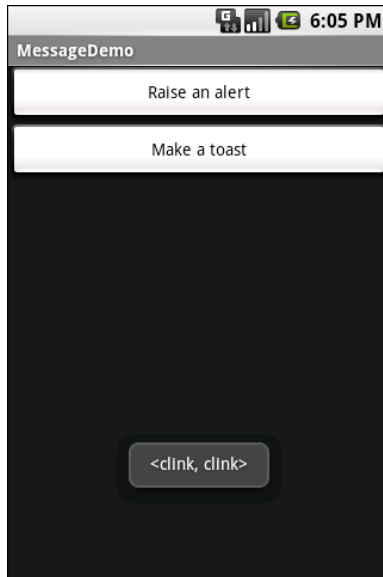 G 6:05 PM
MessageDemo
Raise an alert
Make a toast
<clink, clink>